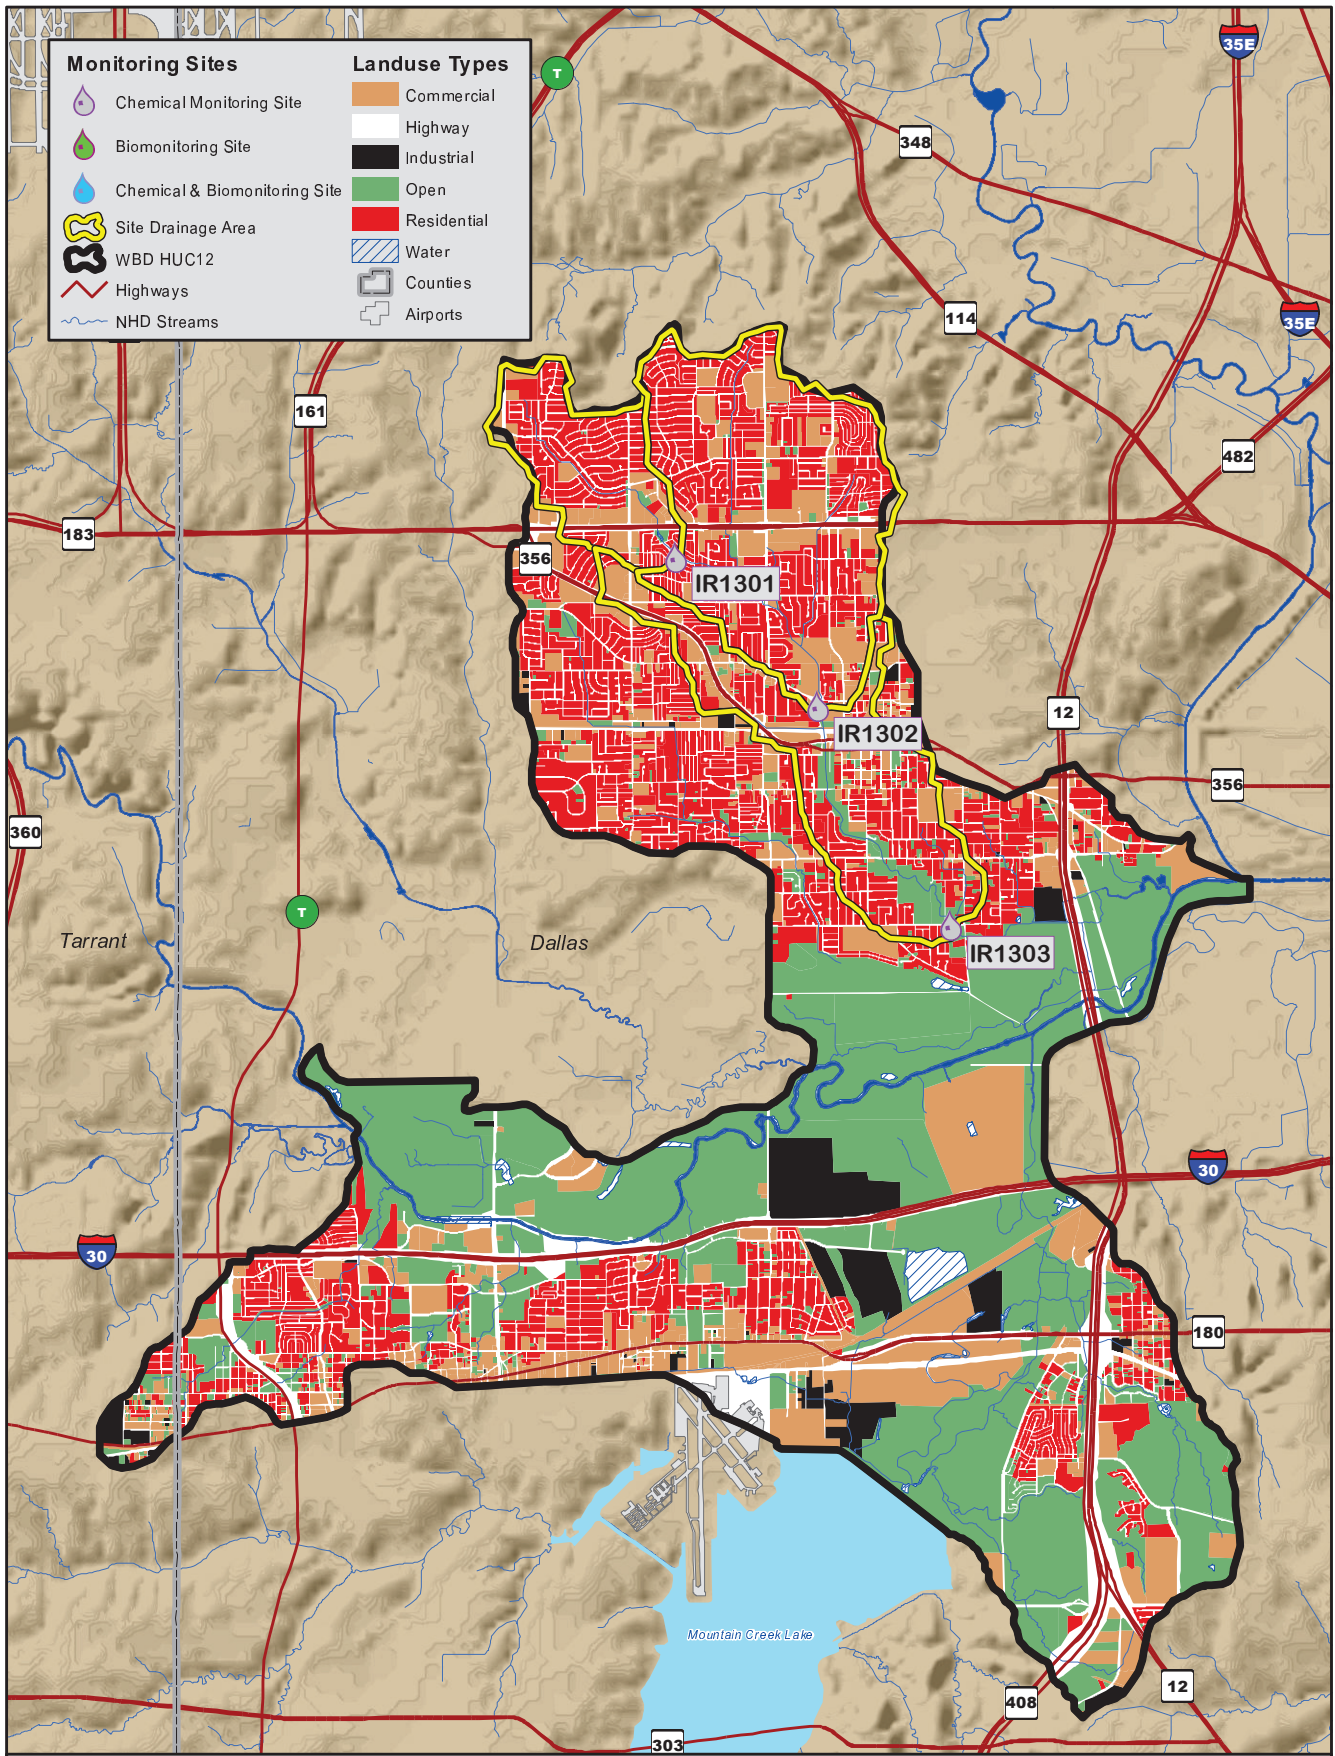 Monitoring Sites
Chemical Monitoring Site
Biomonitoring Site
Chemical & Biomonitoring Site
Site Drainage Area
WBD HUC12
Highways
NHD Streams
Landuse Types
Commercial
Highway
Industrial
Open
Residential
Water
Counties
Airports
T
35E
348
114
35E
161
482
183
356
IR1301
12
IR1302
356
360
T
Tarrant
Dallas
IR1303
30
30
180
Mountain Creek Lake
408
12
303